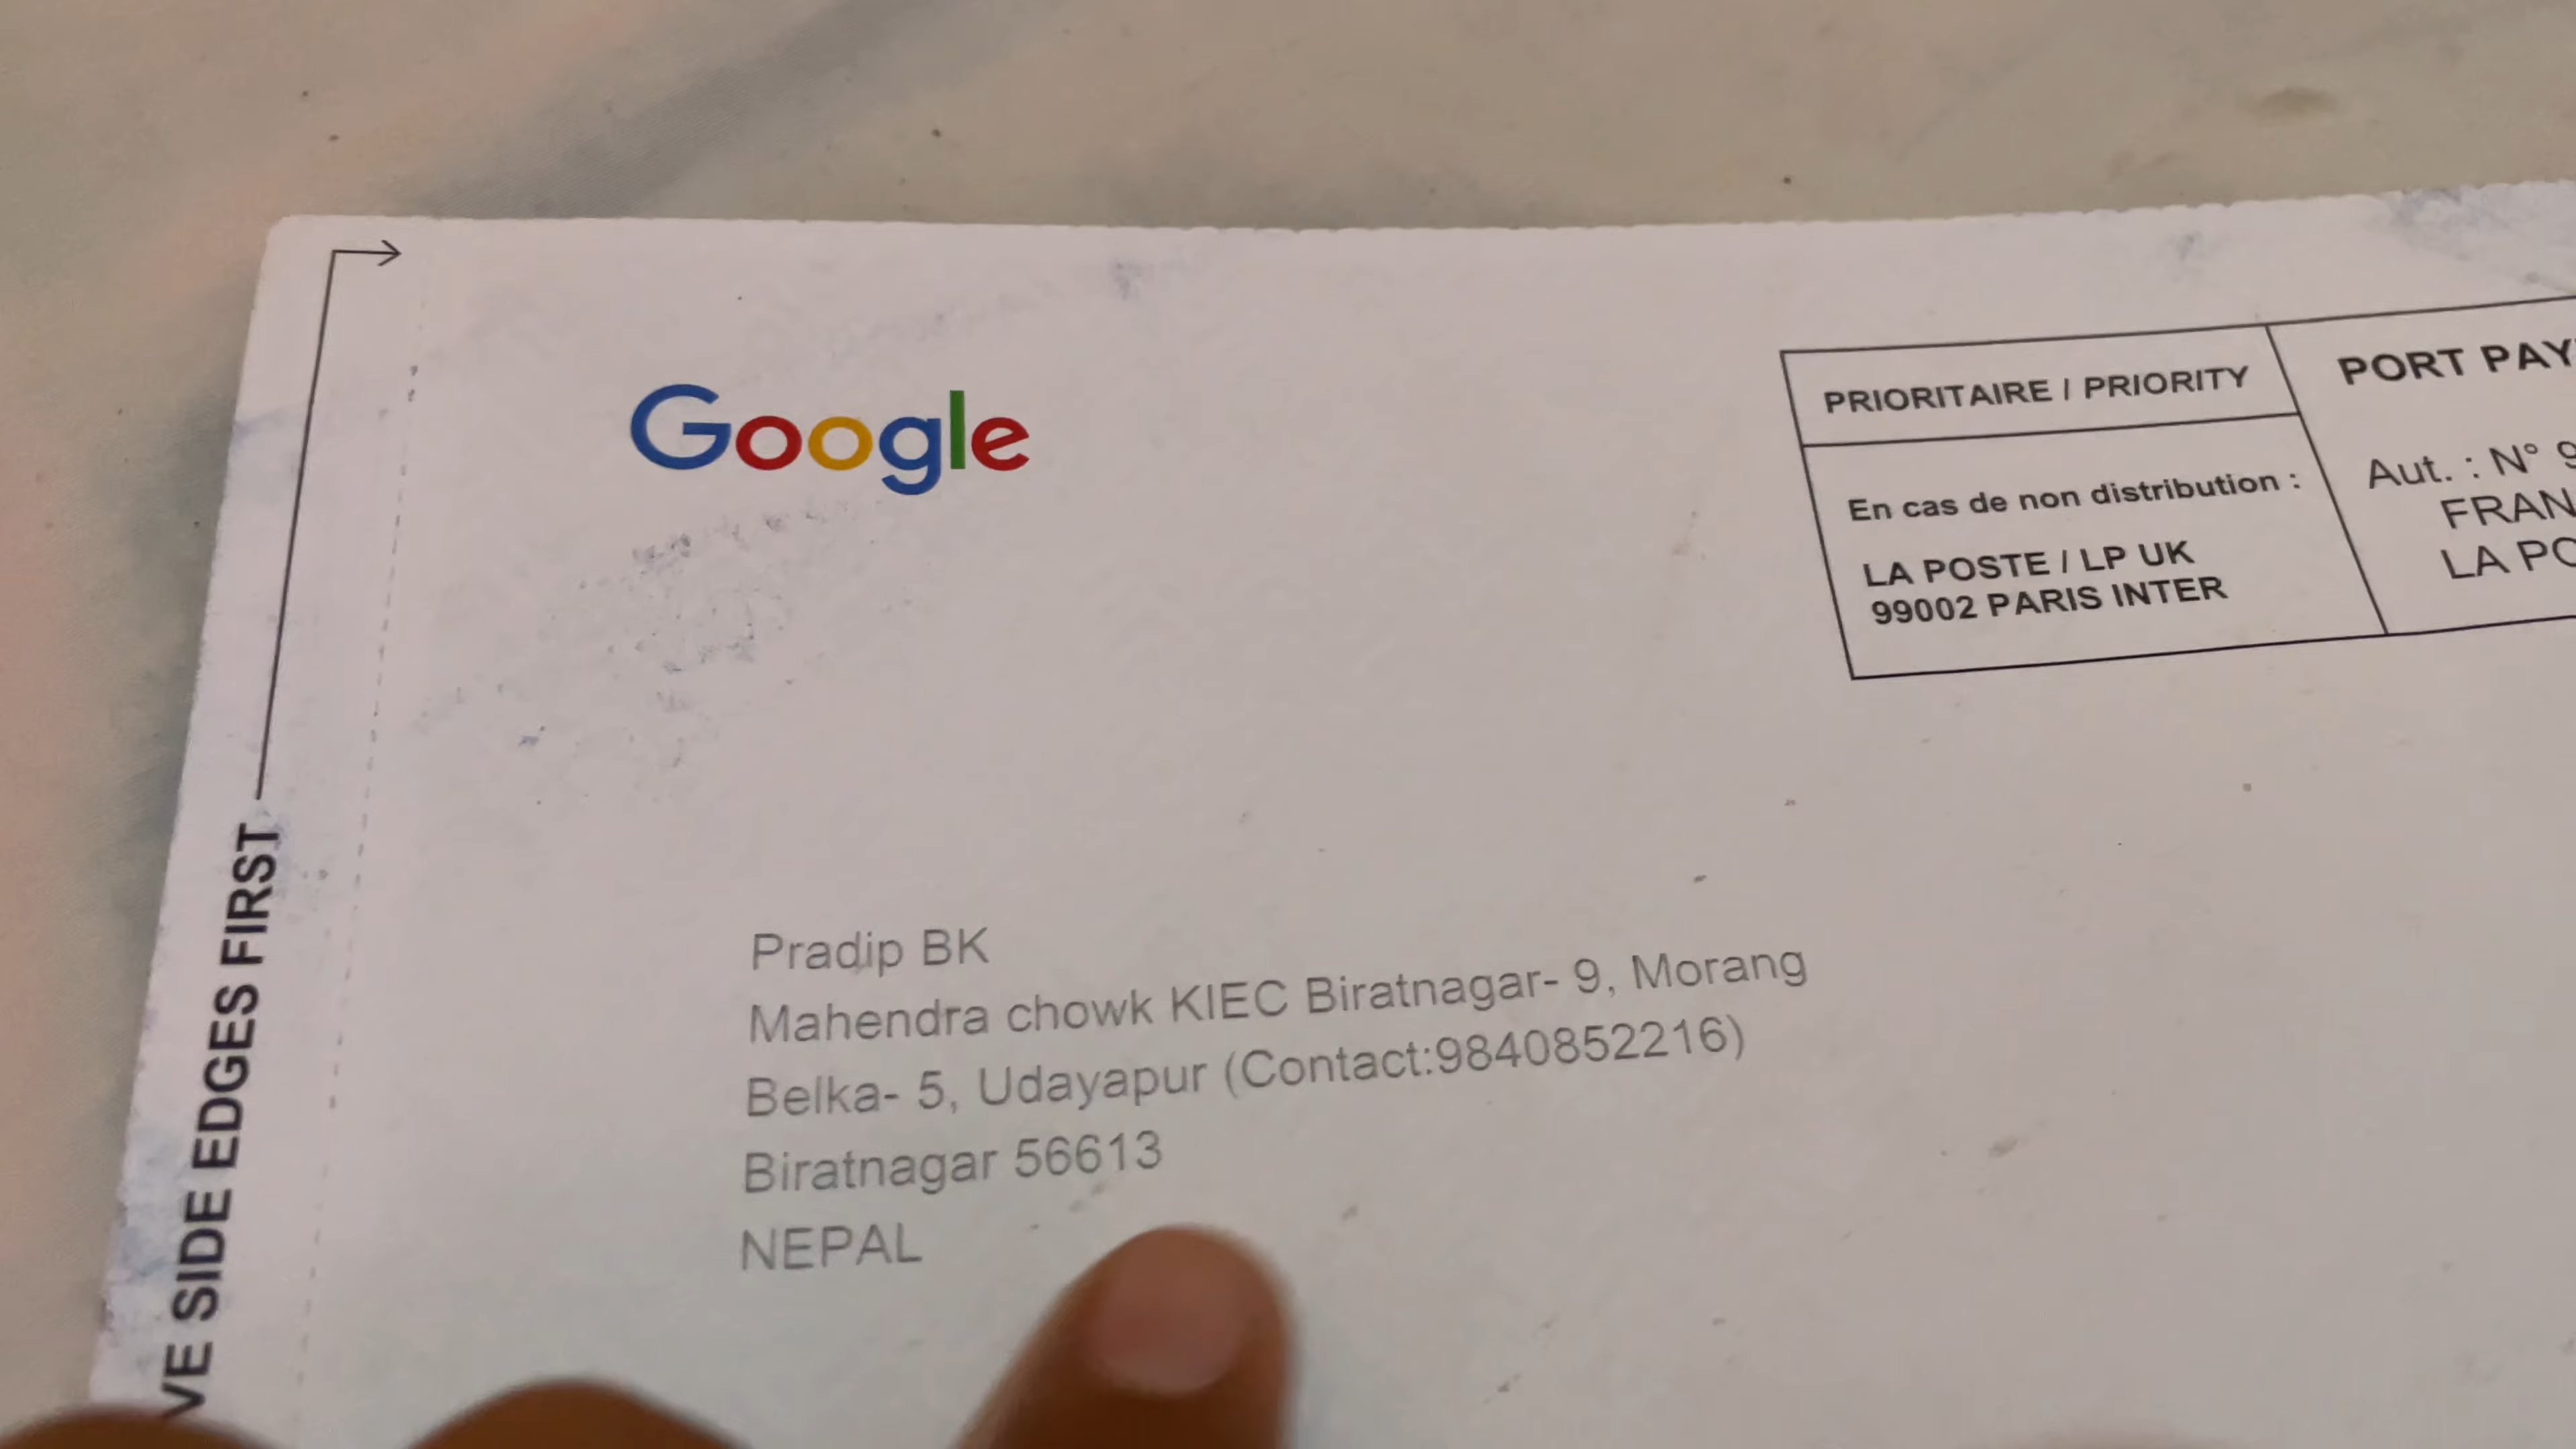 Google
PRIORITAIRE / PRIORITY
En cas de non distribution :
LA POSTE / LP UK
99002 PARIS INTER
PORT
Aut. : N°
Pradip BK
Mahendra chowk KIEC Biratnagar- 9, Morang
Belka- 5, Udayapur (Contact:9840852216)
Biratnagar 56613
NEPAL
SIDE EDGES FIRST